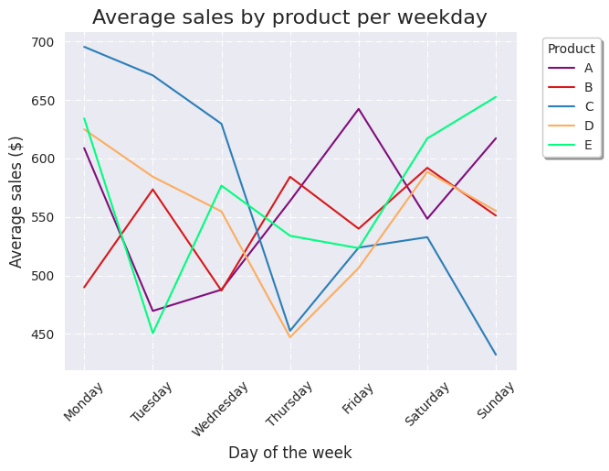 Average sales by product per weekday
Product
A
B
C
D
E
Average sales ($)
700
650
600
550
500
450
Monday
Tuesday
Wednesday
Thursday
Friday
Saturday
Sunday
Day of the week